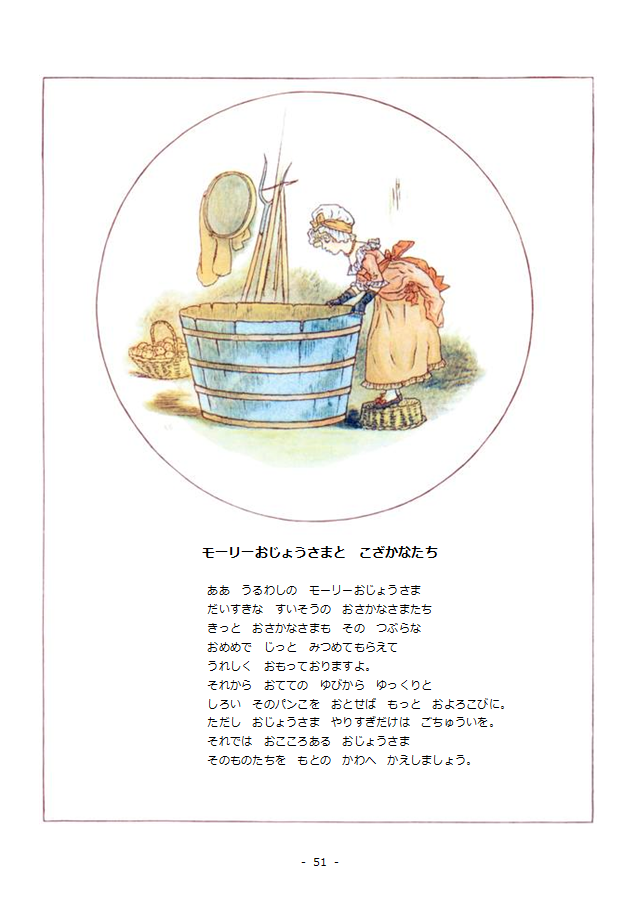 モーリーおじょうさまと　こざかなたち
ああ　うるわしの　モーリーおじょうさま
だいすきな　すいそうの　おさかなさまたち
きっと　おさかなさまも　その　つぶらな
おめめで　じっと　みつめてもらえて
うれしく　おもっておりますよ。
それから　おてての　ゆびから　ゆっくりと
しろい　そのパンこを　おとせば　もっと　およろこびに。
ただし　おじょうさま　やりすぎだけは　ごちゅういを。
それでは　おこころある　おじょうさま
そのものたちを　もとの　かわへ　かえしましょう。
- 51 -